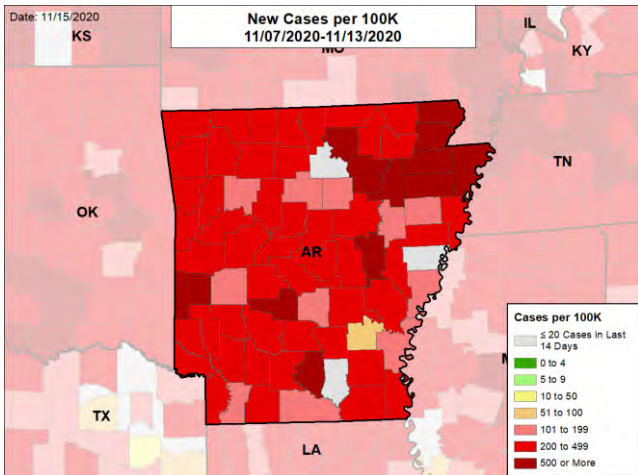 Date: 11/15/2020
New Cases per 100K
11/07/2020-11/13/2020
KS
MO
IL
KY
OK
AR
TN
TX
LA
M
Cases per 100K
≤ 20 Cases in Last
14 Days
0 to 4
5 to 9
10 to 50
51 to 100
101 to 199
200 to 499
500 or More